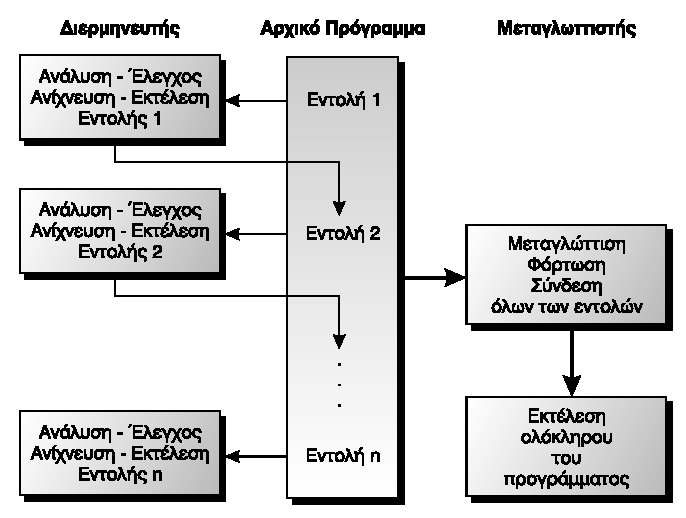 Διερμηνευτής
Αρχικό Πρόγραμμα
Μεταγλωττιστής
Ανάλυση - Έλεγχος
Ανίχνευση - Εκτέλεση
Εντολής 1
Εντολή 1
Ανάλυση - Έλεγχος
Ανίχνευση - Εκτέλεση
Εντολής 2
Εντολή 2
Μεταγλώττιση
Φόρτωση
Σύνδεση
όλων των εντολών
.
.
.
Ανάλυση - Έλεγχος
Ανίχνευση - Εκτέλεση
Εντολής n
Εντολή n
Εκτέλεση
ολόκληρου
του
προγράμματος